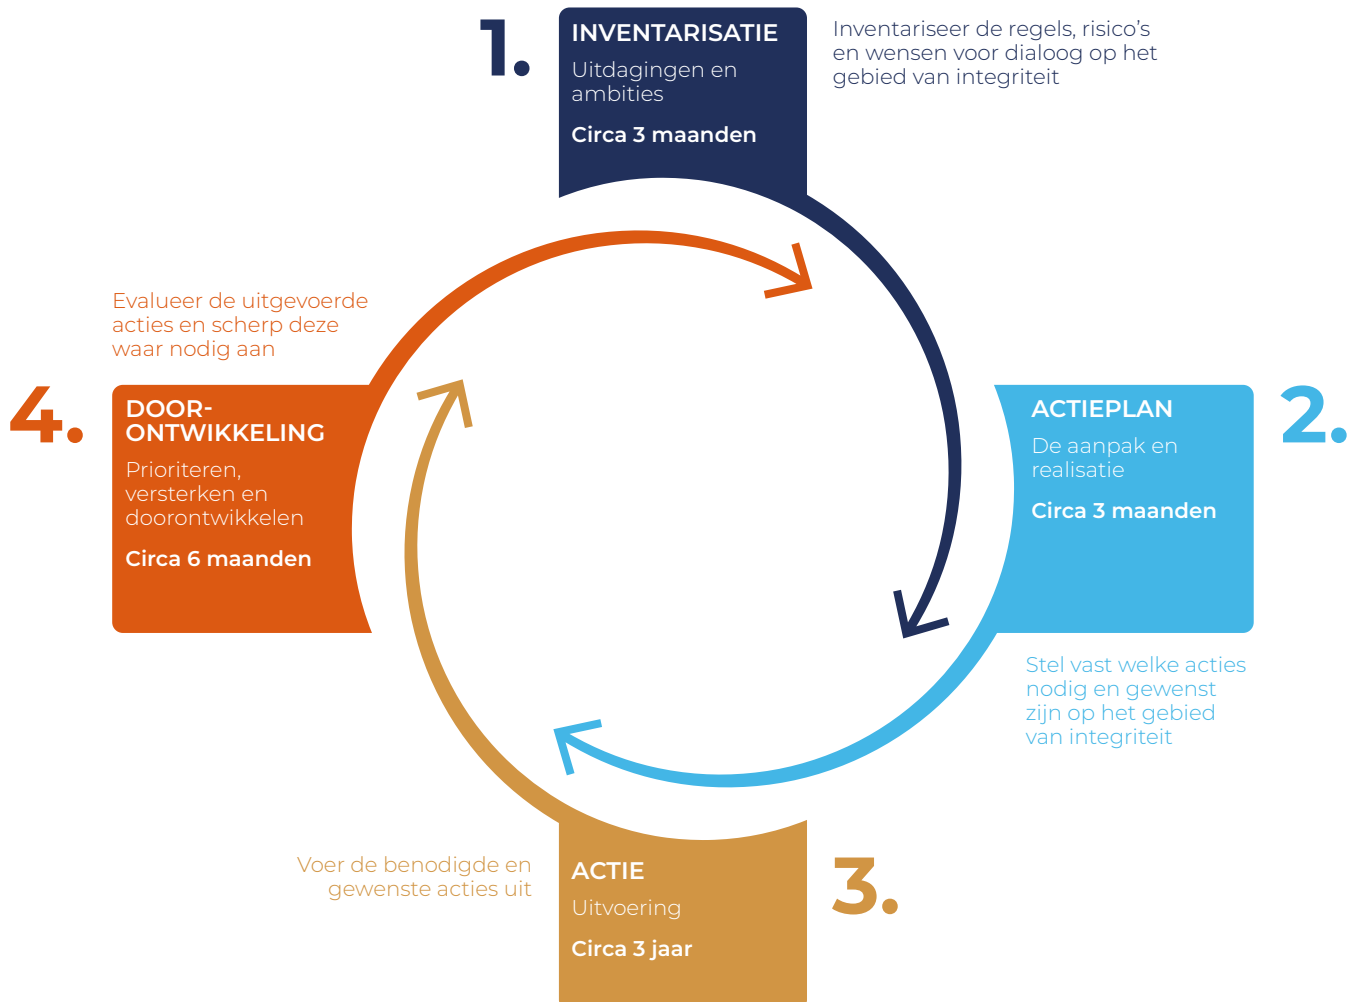 1.
INVENTARISATIE
Uitdagingen en
ambities
Circa 3 maanden
Inventariseer de regels, risico’s
en wensen voor dialoog op het
gebied van integriteit
2.
ACTIEPLAN
De aanpak en
realisatie
Circa 3 maanden
Stel vast welke acties
nodig en gewenst
zijn op het gebied
van integriteit
3.
ACTIE
Uitvoering
Circa 3 jaar
Voer de benodigde en
gewenste acties uit
4.
DOOR-
ONTWIKKELING
Prioriteren,
versterken en
doorontwikkelen
Circa 6 maanden
Evalueer de uitgevoerde
acties en scherp deze
waar nodig aan